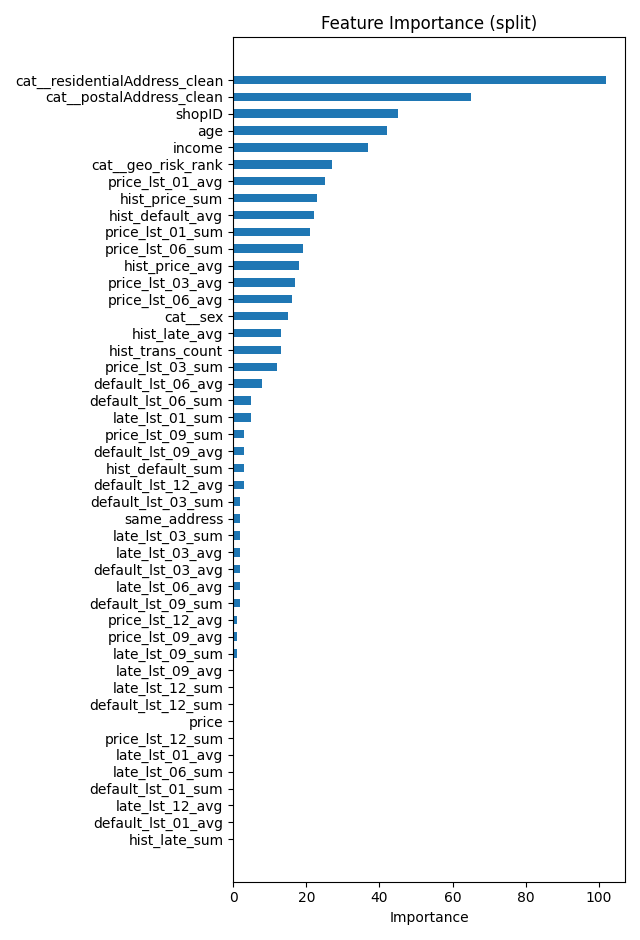 Feature Importance (split)
cat__residentialAddress_clean
cat__postalAddress_clean
shopID
age
income
cat__geo_risk_rank
price_lst_01_avg
hist_price_sum
hist_default_avg
price_lst_01_sum
price_lst_06_sum
hist_price_avg
price_lst_03_avg
price_lst_06_avg
cat__sex
hist_late_avg
hist_trans_count
price_lst_03_sum
default_lst_06_avg
default_lst_06_sum
late_lst_01_sum
price_lst_09_sum
default_lst_09_avg
hist_default_sum
default_lst_12_avg
default_lst_03_sum
same_address
late_lst_03_sum
late_lst_03_avg
default_lst_03_avg
late_lst_06_avg
default_lst_09_sum
price_lst_12_avg
price_lst_09_avg
late_lst_09_sum
late_lst_09_avg
late_lst_12_sum
default_lst_12_sum
price
price_lst_12_sum
late_lst_01_avg
late_lst_06_sum
default_lst_01_sum
late_lst_12_avg
default_lst_01_avg
hist_late_sum
0 20 40 60 80 100
Importance